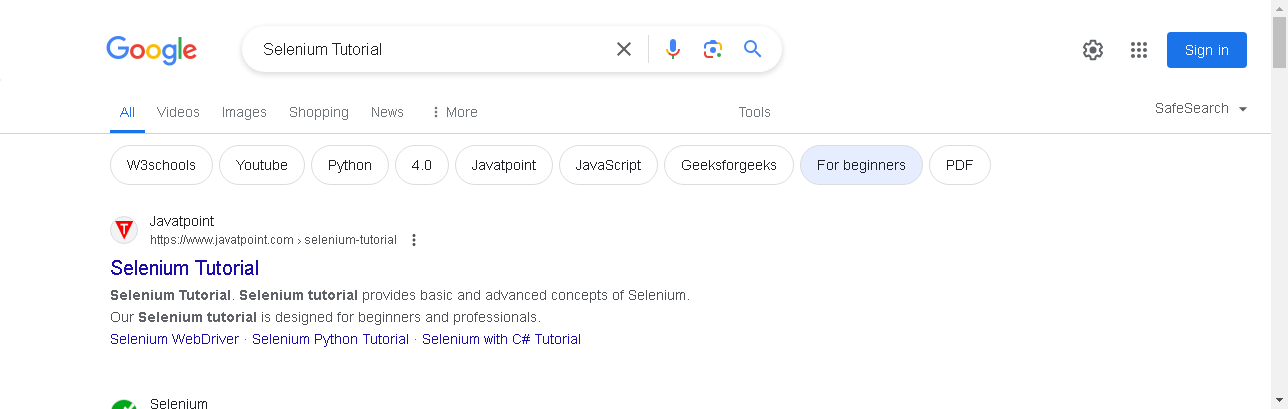 Google
Selenium Tutorial
Sign in
All Videos Images Shopping News More Tools SafeSearch
W3schools Youtube Python 4.0 Javatpoint JavaScript Geeksforgeeks For beginners PDF
T
Javatpoint
https://www.javatpoint.com › selenium-tutorial
Selenium Tutorial
Selenium Tutorial. Selenium tutorial provides basic and advanced concepts of Selenium.
Our Selenium tutorial is designed for beginners and professionals.
Selenium WebDriver · Selenium Python Tutorial · Selenium with C# Tutorial
Selenium